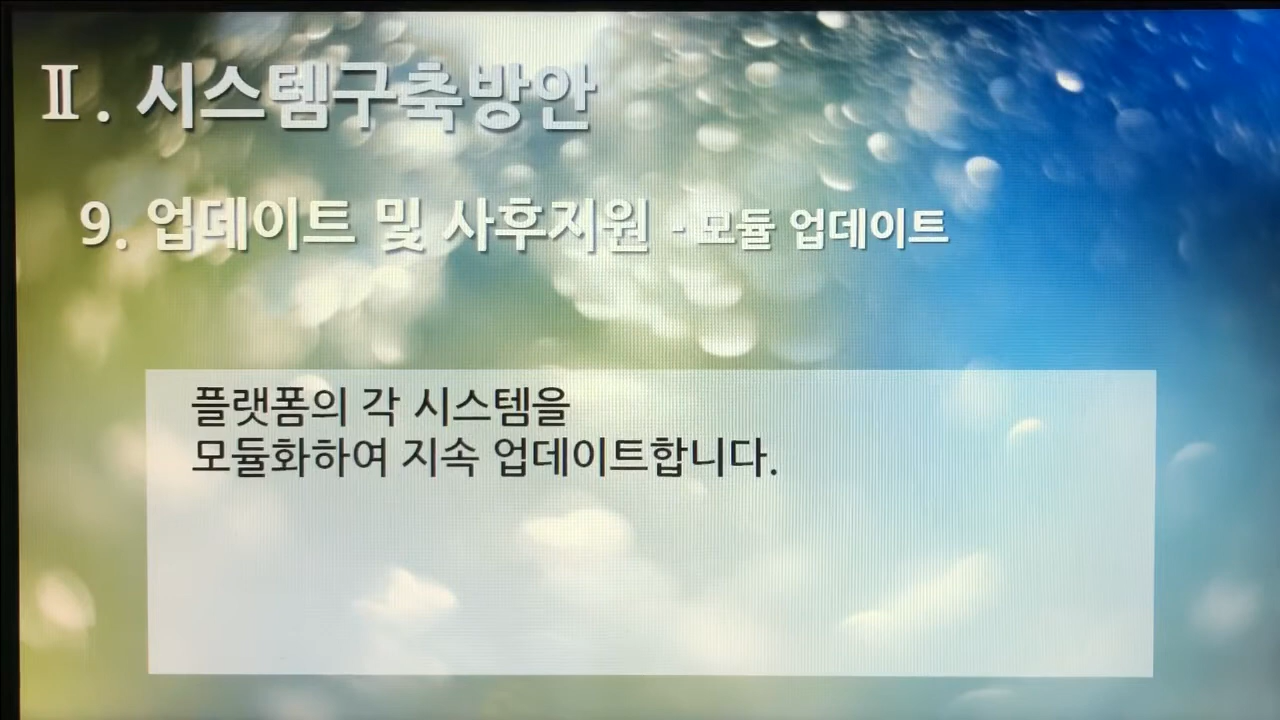 Ⅱ. 시스템구축방안
9. 업데이트 및 사후지원 - 모듈 업데이트
플랫폼의 각 시스템을
모듈화하여 지속 업데이트합니다.